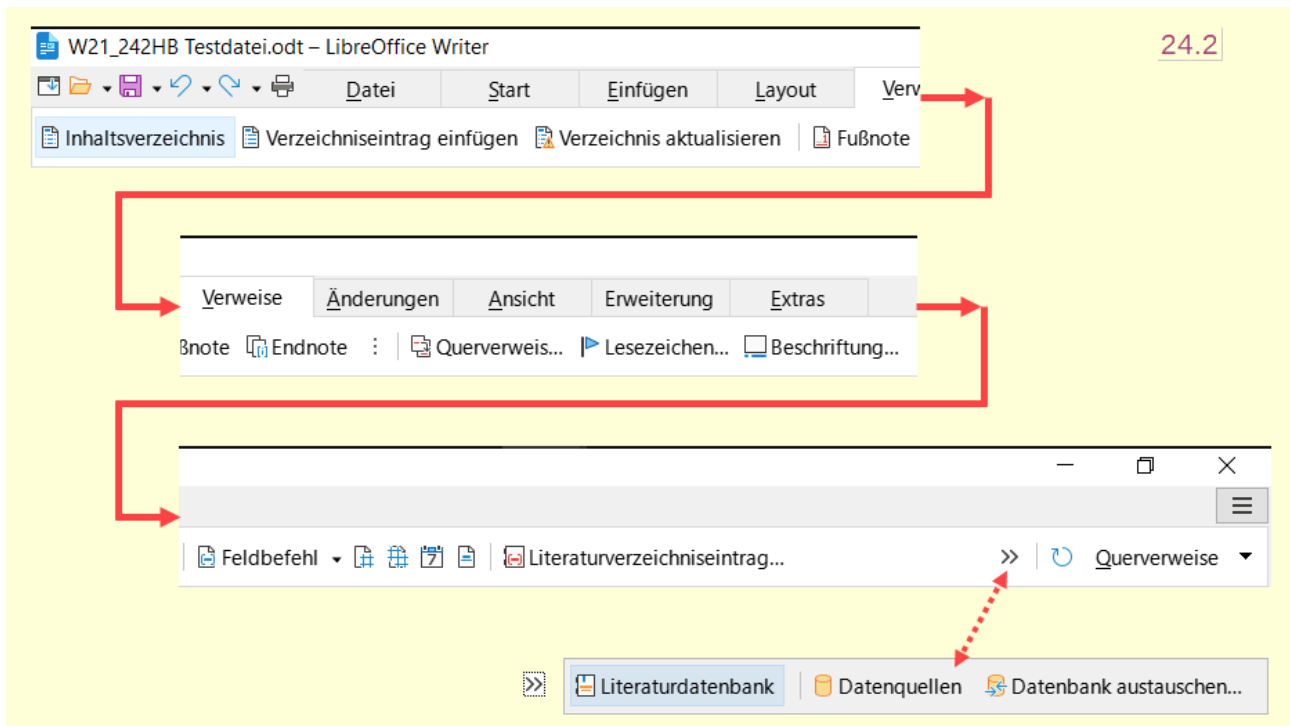 W21_242HB Testdatei.odt – LibreOffice Writer
24.2
Datei Start Einfügen Layout Verw
Inhaltsverzeichnis Verzeichniseintrag einfügen Verzeichnis aktualisieren Fußnote
Verweise Änderungen Ansicht Erweiterung Extras
ßnote Endnote Querverweis... Lesezeichen... Beschriftung...
Feldbefehl Literaturverzeichniseintrag... Querverweise
Literaturdatenbank Datenquellen Datenbank austauschen...